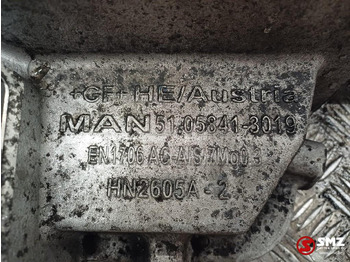 +GF+ HE/Austria
MAN 51.05841-3019
EN1706 AC-AlSi7Mg0.3
HN2605A-2
SMZ